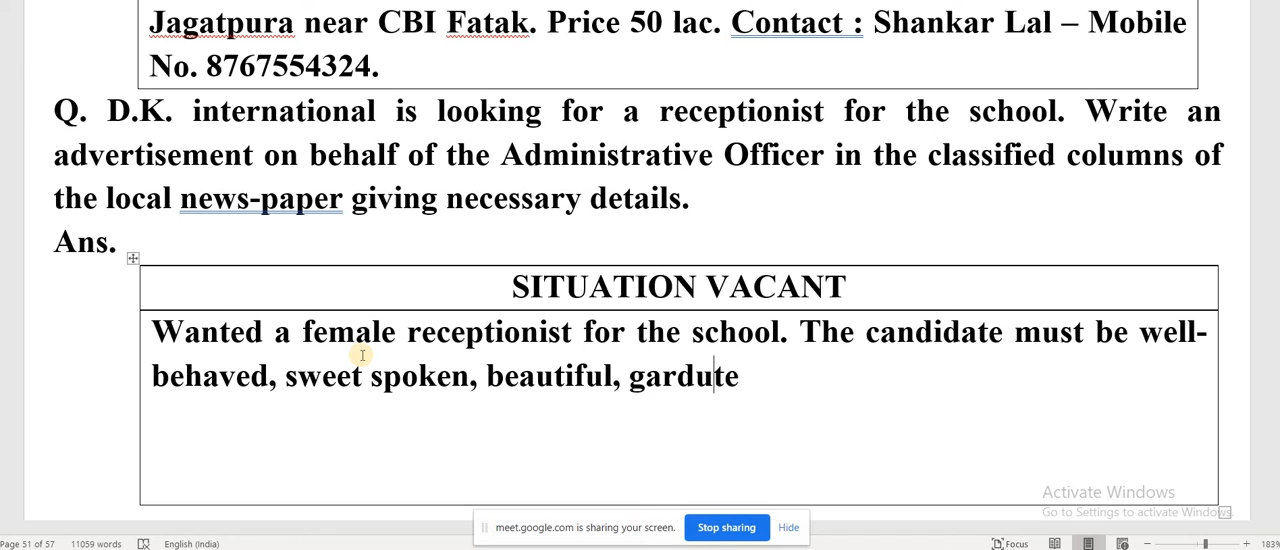 Jagatpura near CBI Fatak. Price 50 lac. Contact : Shankar Lal – Mobile
No. 8767554324.
Q. D.K. international is looking for a receptionist for the school. Write an
advertisement on behalf of the Administrative Officer in the classified columns of
the local news-paper giving necessary details.
Ans.
SITUATION VACANT
Wanted a female receptionist for the school. The candidate must be well-
behaved, sweet spoken, beautiful, gardute
Activate Windows
Go to Settings to activate Windows.
meet.google.com is sharing your screen. Stop sharing Hide
Page 51 of 57 11059 words English (India) Focus 183%